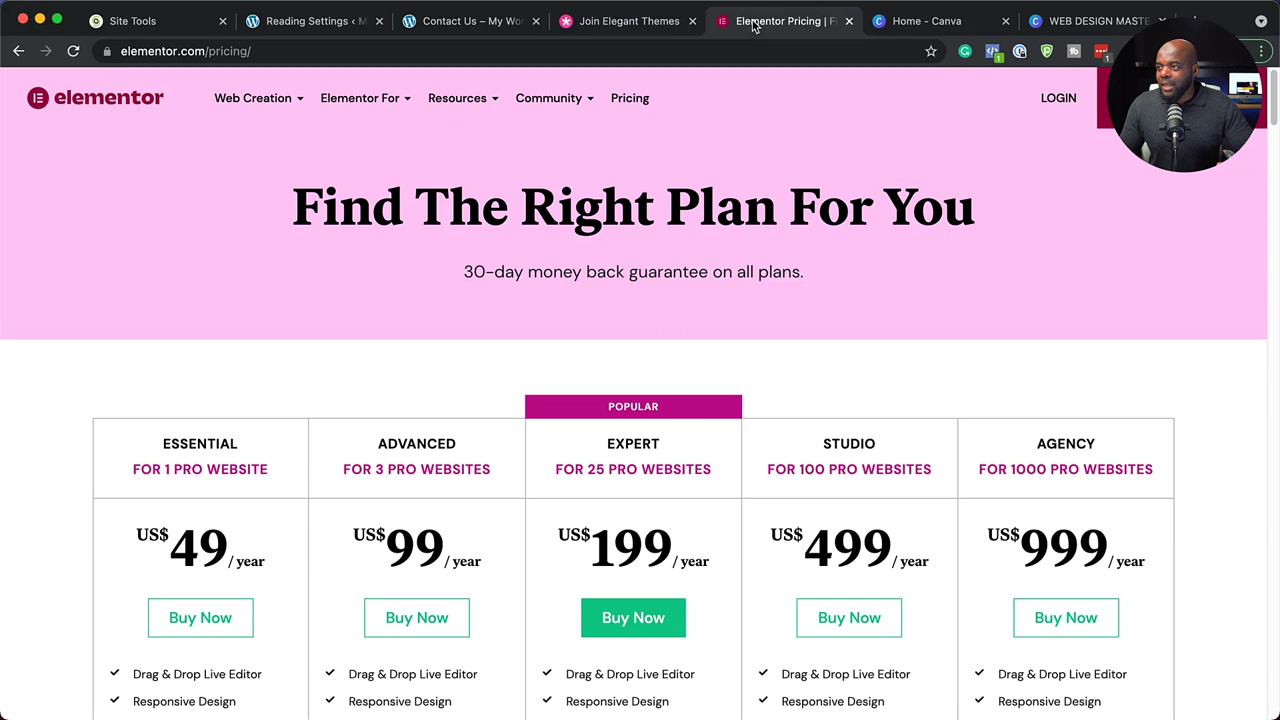 Site Tools
Reading Settings ‹ M
Contact Us – My Wor
Join Elegant Themes
Elementor Pricing | Fi
Home - Canva
WEB DESIGN MASTE
elementor.com/pricing/
elementor
Web Creation
Elementor For
Resources
Community
Pricing
LOGIN
Find The Right Plan For You
30-day money back guarantee on all plans.
POPULAR
ESSENTIAL
FOR 1 PRO WEBSITE
US$49/ year
Buy Now
Drag & Drop Live Editor
Responsive Design
ADVANCED
FOR 3 PRO WEBSITES
US$99/ year
Buy Now
Drag & Drop Live Editor
Responsive Design
EXPERT
FOR 25 PRO WEBSITES
US$199/ year
Buy Now
Drag & Drop Live Editor
Responsive Design
STUDIO
FOR 100 PRO WEBSITES
US$499/ year
Buy Now
Drag & Drop Live Editor
Responsive Design
AGENCY
FOR 1000 PRO WEBSITES
US$999/ year
Buy Now
Drag & Drop Live Editor
Responsive Design